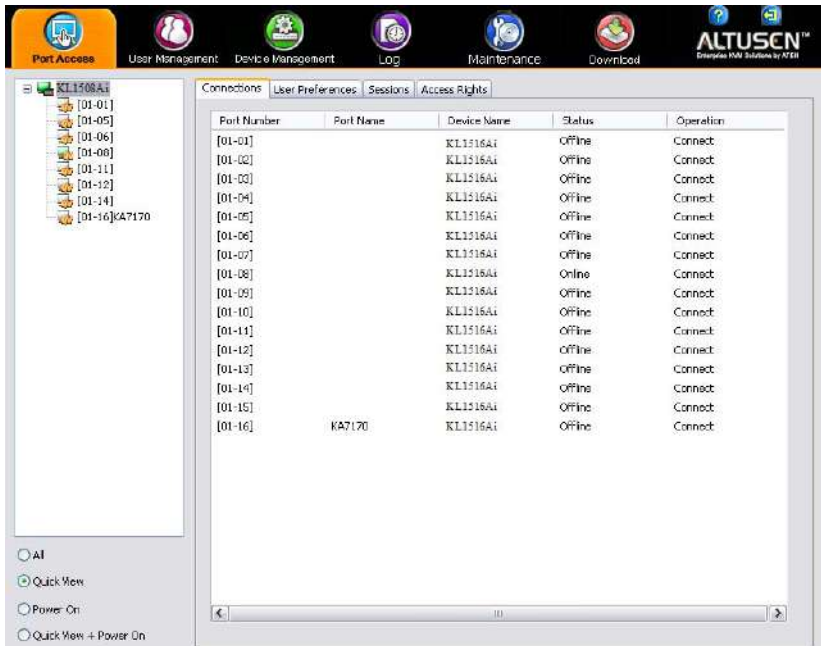 Port Access User Management Device Management Log Maintenance Download
ALTUSEN™
Enterprise KVM Solutions by ATEN
KL1508Ai
[01-01]
[01-05]
[01-06]
[01-08]
[01-11]
[01-12]
[01-14]
[01-16]KA7170
All
Quick View
Power On
Quick View + Power On
Connections User Preferences Sessions Access Rights
Port Number Port Name Device Name Status Operation
[01-01] KL1516Ai Offline Connect
[01-02] KL1516Ai Offline Connect
[01-03] KL1516Ai Offline Connect
[01-04] KL1516Ai Offline Connect
[01-05] KL1516Ai Offline Connect
[01-06] KL1516Ai Offline Connect
[01-07] KL1516Ai Offline Connect
[01-08] KL1516Ai Online Connect
[01-09] KL1516Ai Offline Connect
[01-10] KL1516Ai Offline Connect
[01-11] KL1516Ai Offline Connect
[01-12] KL1516Ai Offline Connect
[01-13] KL1516Ai Offline Connect
[01-14] KL1516Ai Offline Connect
[01-15] KL1516Ai Offline Connect
[01-16] KA7170 KL1516Ai Offline Connect